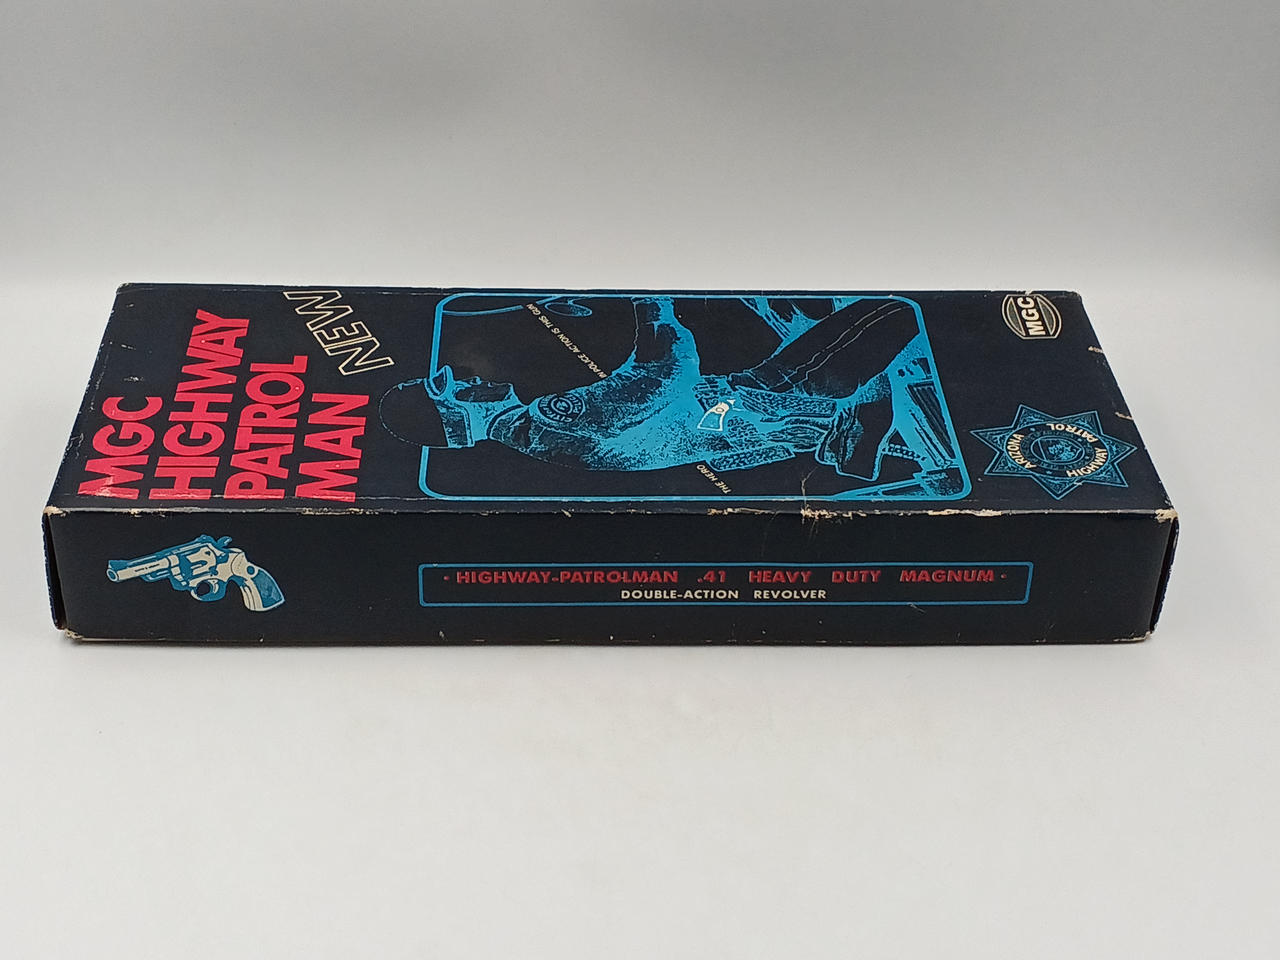 MGC
HIGHWAY
PATROL
MAN
NEW
IN POLICE ACTION IS THIS GUN
THE HERO
MGC
ARIZONA
HIGHWAY PATROL
· HIGHWAY-PATROLMAN .41 HEAVY DUTY MAGNUM ·
DOUBLE-ACTION REVOLVER